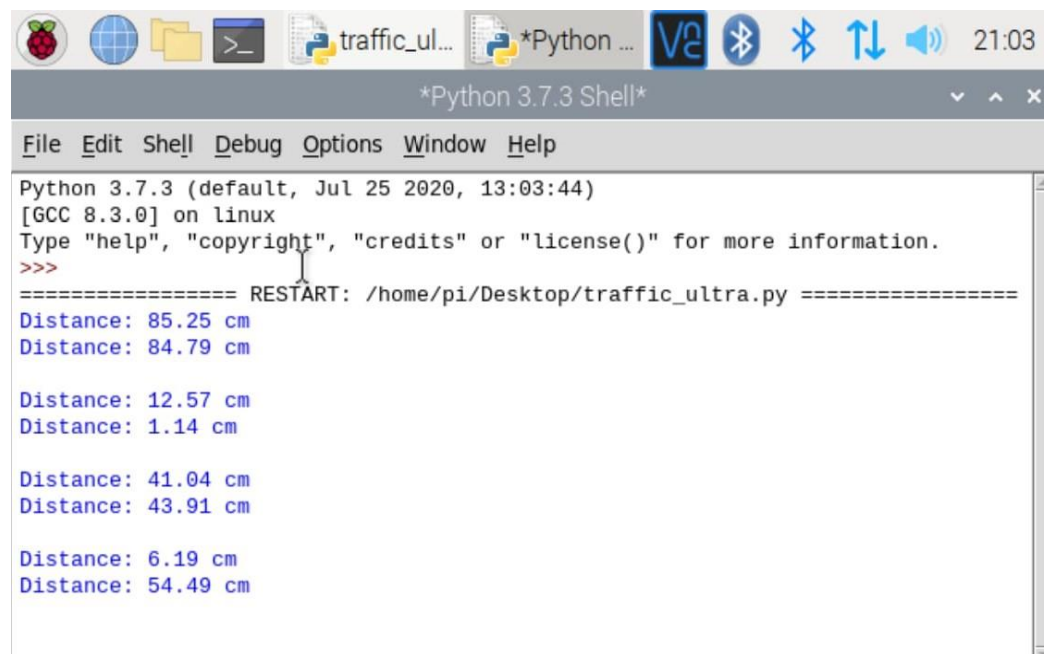 traffic_ul... *Python ... 21:03
*Python 3.7.3 Shell*
File Edit Shell Debug Options Window Help
Python 3.7.3 (default, Jul 25 2020, 13:03:44)
[GCC 8.3.0] on linux
Type "help", "copyright", "credits" or "license()" for more information.
>>>
================= RESTART: /home/pi/Desktop/traffic_ultra.py =================
Distance: 85.25 cm
Distance: 84.79 cm
Distance: 12.57 cm
Distance: 1.14 cm
Distance: 41.04 cm
Distance: 43.91 cm
Distance: 6.19 cm
Distance: 54.49 cm